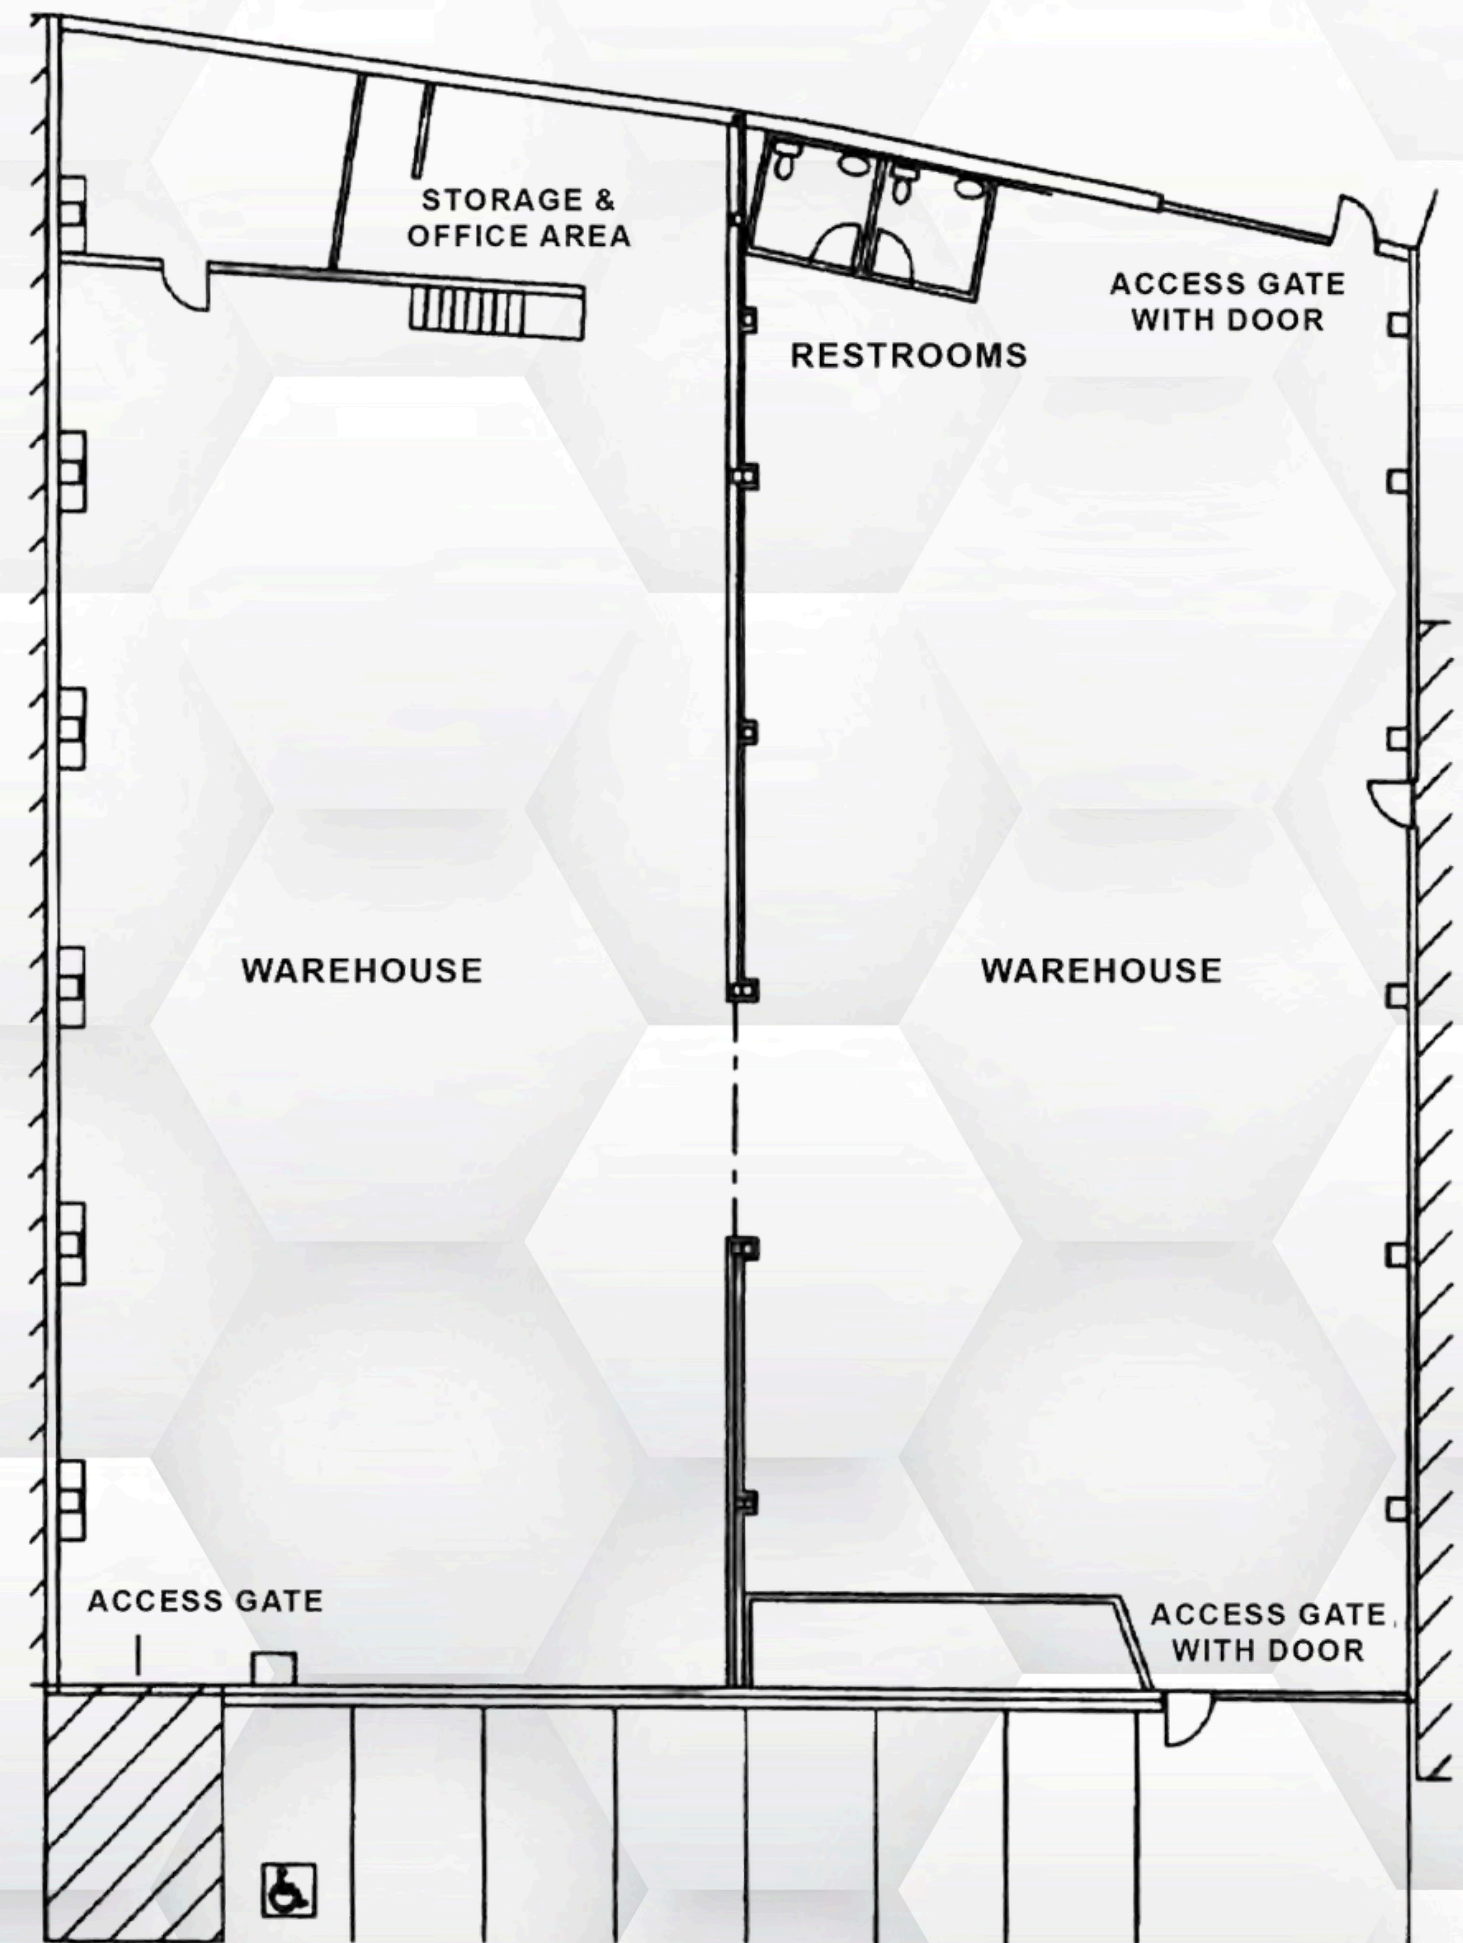 STORAGE &
OFFICE AREA
ACCESS GATE
WITH DOOR
RESTROOMS
WAREHOUSE
WAREHOUSE
ACCESS GATE
ACCESS GATE
WITH DOOR